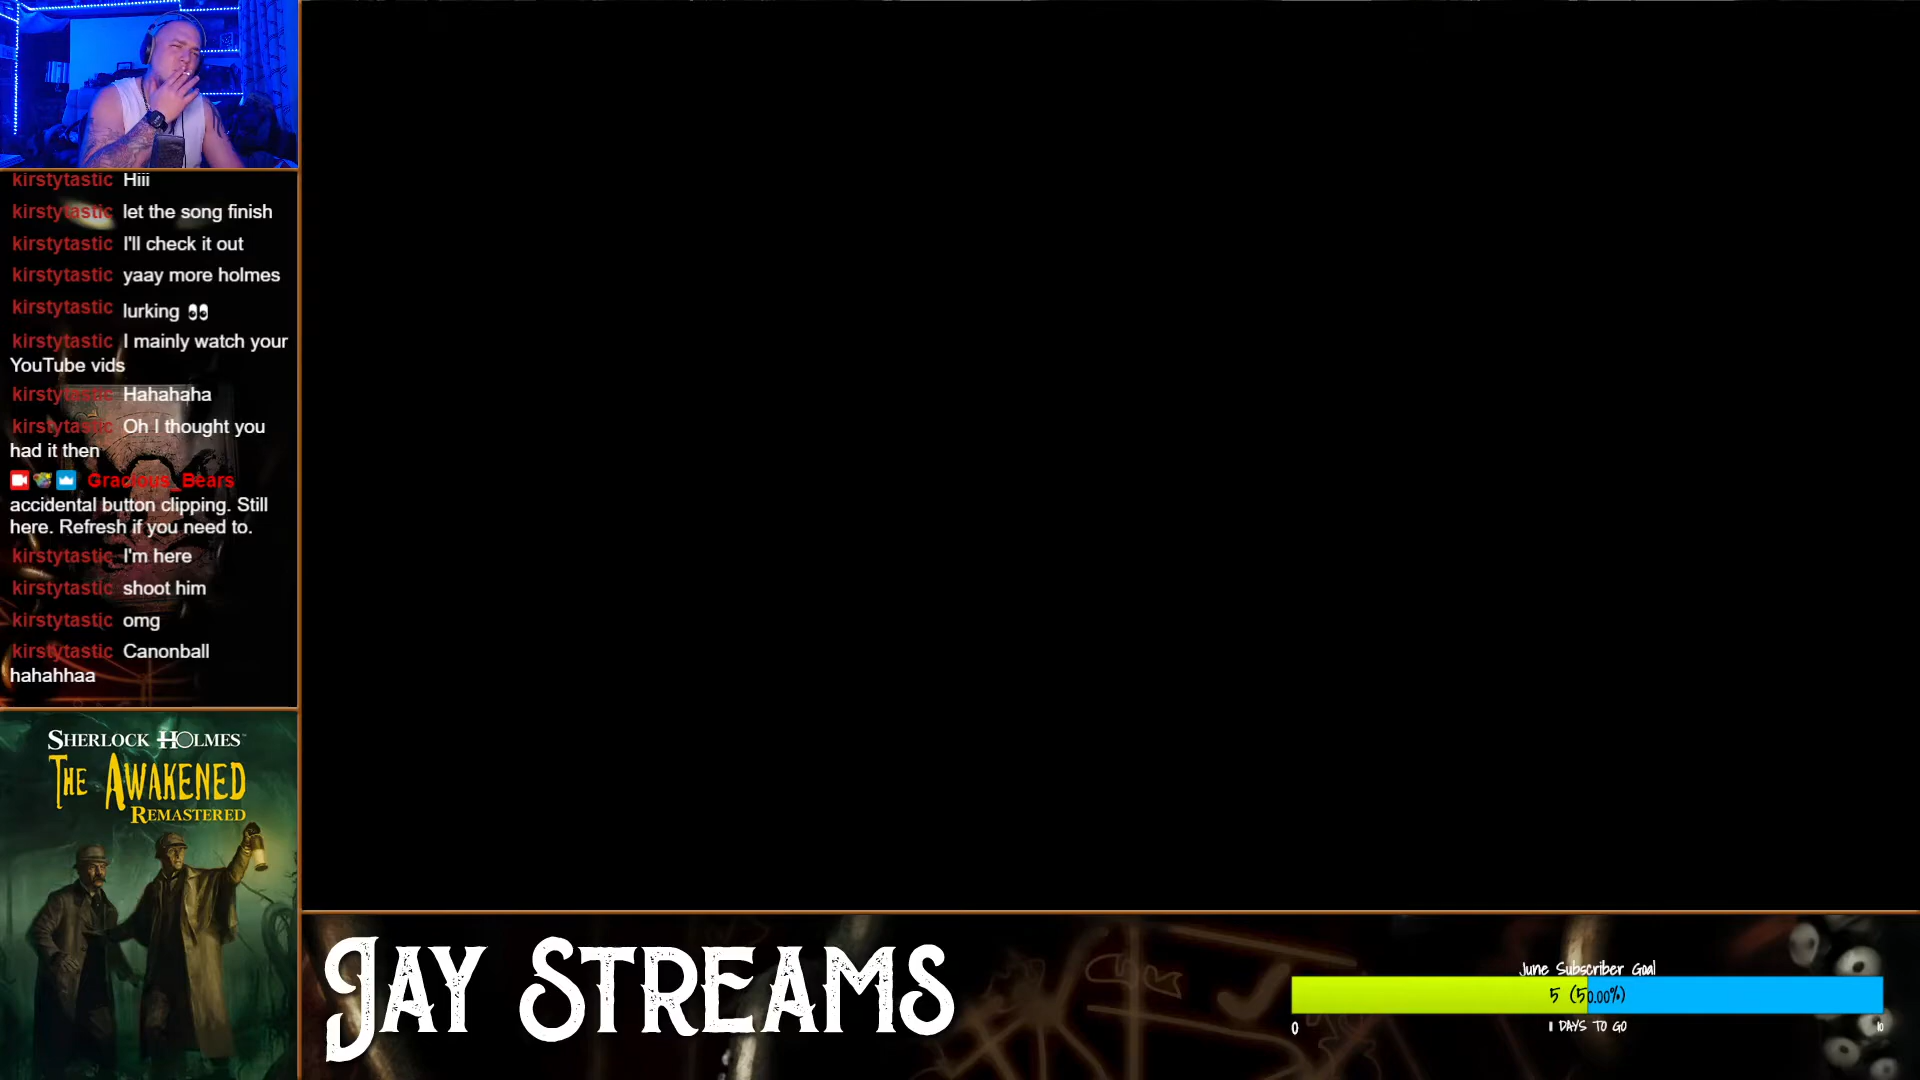 kirstytastic Hiii
kirstytastic let the song finish
kirstytastic I'll check it out
kirstytastic yaay more holmes
kirstytastic lurking 👀
kirstytastic I mainly watch your
YouTube vids
kirstytastic Hahahaha
kirstytastic Oh I thought you
had it then
Gracious_Bears
accidental button clipping. Still
here. Refresh if you need to.
kirstytastic I'm here
kirstytastic shoot him
kirstytastic omg
kirstytastic Canonball
hahahhaa
SHERLOCK HOLMES™
THE AWAKENED
REMASTERED
JAY STREAMS
June Subscriber Goal
5 (50.00%)
0
11 DAYS TO GO
10